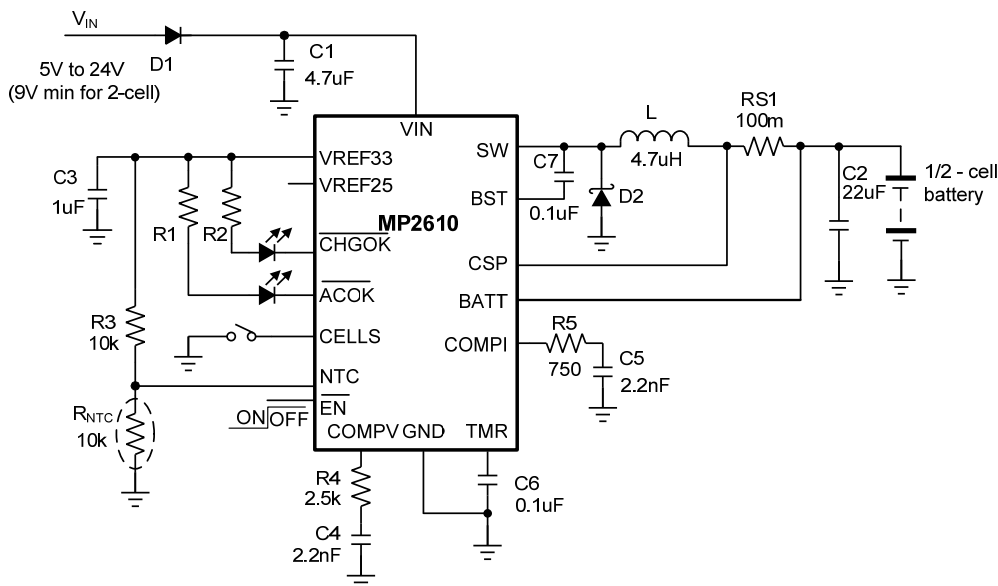 VIN
5V to 24V
(9V min for 2-cell)
D1
C1
4.7uF
VIN
VREF33
VREF25
MP2610
CHGOK
ACOK
CELLS
NTC
EN
COMPV
GND
TMR
SW
BST
CSP
BATT
COMPI
C3
1uF
R1
R2
R3
10k
RNTC
10k
ON OFF
R4
2.5k
C4
2.2nF
C6
0.1uF
R5
750
C5
2.2nF
C7
0.1uF
D2
L
4.7uH
RS1
100m
C2
22uF
1/2 - cell
battery